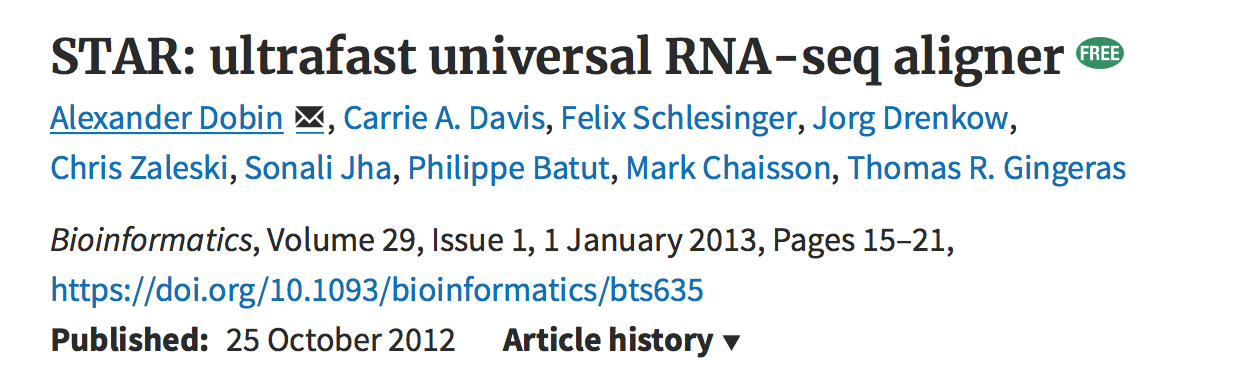 STAR: ultrafast universal RNA-seq aligner FREE
Alexander Dobin, Carrie A. Davis, Felix Schlesinger, Jorg Drenkow,
Chris Zaleski, Sonali Jha, Philippe Batut, Mark Chaisson, Thomas R. Gingeras
Bioinformatics, Volume 29, Issue 1, 1 January 2013, Pages 15–21,
https://doi.org/10.1093/bioinformatics/bts635
Published: 25 October 2012 Article history ▼